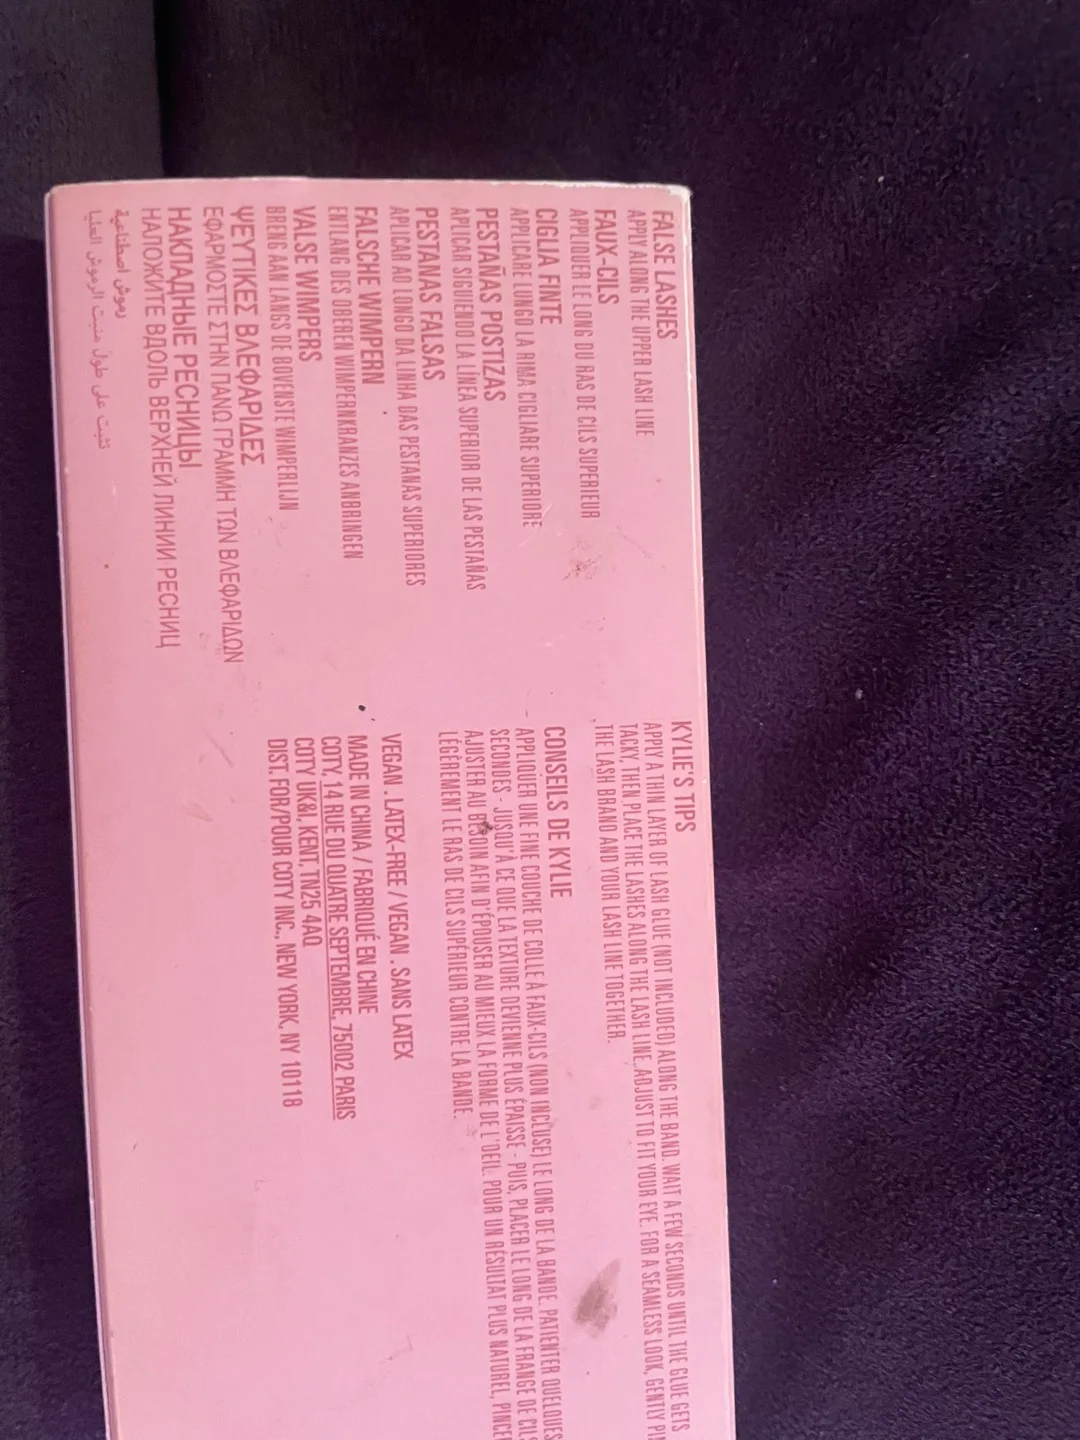 FALSE LASHES
APPLY ALONG THE UPPER LASH LINE
FAUX-CILS
APPLIQUER LE LONG DU RAS DE CILS SUPERIEUR
CIGLIA FINTE
APPLICARE LUNGO LA RIMA CIGLIARE SUPERIORE
PESTAÑAS POSTIZAS
APLICAR SIGUIENDO LA LÍNEA SUPERIOR DE LAS PESTAÑAS
PESTANAS FALSAS
APLICAR AO LONGO DA LINHA DAS PESTANAS SUPERIORES
FALSCHE WIMPERN
ENTLANG DES OBEREN WIMPERNKRANZES ANBRINGEN
VALSE WIMPERS
BRENG AAN LANGS DE BOVENSTE WIMPERLIJN
ΨΕΥΤΙΚΕΣ ΒΛΕΦΑΡΙΔΕΣ
ΕΦΑΡΜΟΣΤΕ ΣΤΗΝ ΠΑΝΩ ΓΡΑΜΜΗ ΤΩΝ ΒΛΕΦΑΡΙΔΩΝ
НАКЛАДНЫЕ РЕСНИЦЫ
НАЛОЖИТЕ ВДОЛЬ ВЕРХНЕЙ ЛИНИИ РЕСНИЦ
رموش اصطناعية
تثبت على طول منبت الرموش العليا
KYLIE'S TIPS
APPLY A THIN LAYER OF LASH GLUE (NOT INCLUDED) ALONG THE BAND. WAIT A FEW SECONDS UNTIL THE GLUE GETS
TACKY, THEN PLACE THE LASHES ALONG THE LASH LINE. ADJUST TO FIT YOUR EYE. FOR A SEAMLESS LOOK, GENTLY
THE LASH BRAND AND YOUR LASH LINE TOGETHER.
CONSEILS DE KYLIE
APPLIQUER UNE FINE COUCHE DE COLLE À FAUX-CILS (NON INCLUSE) LE LONG DE LA BANDE. PATIENTER QUELQUES
SECONDES - JUSQU'À CE QUE LA TEXTURE DEVIENNE PLUS ÉPAISSE - PUIS, PLACER LE LONG DE LA FRANGE DE CILS
AJUSTER AU BESOIN AFIN D'ÉPOUSER AU MIEUX LA FORME DE L'OEIL. POUR UN RÉSULTAT PLUS NATUREL,
LÉGÈREMENT LE RAS DE CILS SUPÉRIEUR CONTRE LA BANDE.
VEGAN . LATEX-FREE / VEGAN . SANS LATEX
MADE IN CHINA / FABRIQUÉ EN CHINE
COTY, 14 RUE DU QUATRE SEPTEMBRE, 75002 PARIS
COTY UK&I, KENT, TN25 4AQ
DIST. FOR/POUR COTY INC., NEW YORK, NY 10118